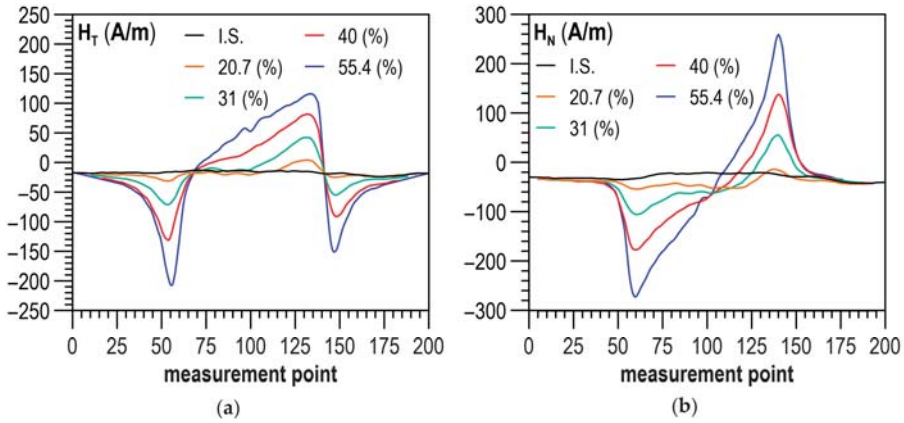 H_T (A/m)
I.S.
40 (%)
20.7 (%)
55.4 (%)
31 (%)
250
200
150
100
50
0
−50
−100
−150
−200
−250
0 25 50 75 100 125 150 175 200
measurement point
(a)
H_N (A/m)
I.S.
40 (%)
20.7 (%)
55.4 (%)
31 (%)
300
200
100
0
−100
−200
−300
0 25 50 75 100 125 150 175 200
measurement point
(b)